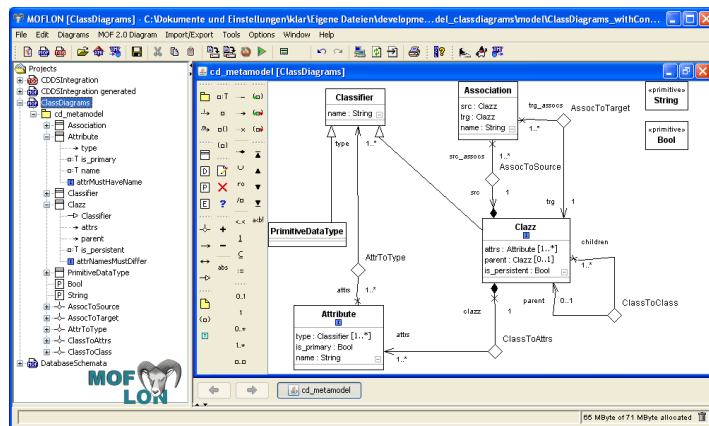 MOFLON [ClassDiagrams] - C:\Dokumente und Einstellungen\klar\Eigene Dateien\developme...del_classdiagrams\model\ClassDiagrams_withCon...
File Edit Diagrams MOF 2.0 Diagram Import/Export Tools Options Window Help
Projects
CDDSIntegration
CDDSIntegration generated
ClassDiagrams
cd_metamodel
Association
Attribute
type
is_primary
name
attrMustHaveName
Classifier
Clazz
Classifier
attrs
parent
is_persistent
attrNamesMustDiffer
PrimitiveDataType
Bool
String
AssocToSource
AssocToTarget
AttrToType
ClassToAttrs
ClassToClass
DatabaseSchemata
MOFLON
cd_metamodel [ClassDiagrams]
Classifier
name : String
type
1..*
Association
src : Clazz
trg : Clazz
name : String
trg_assocs
AssocToTarget
1..*
«primitive»
String
«primitive»
Bool
src_assocs
1..*
AssocToSource
src
1
trg
1
PrimitiveDataType
Clazz
attrs : Attribute [1..*]
parent : Clazz [0..1]
is_persistent : Bool
children
1..*
AttrToType
attrs
1..*
parent
0..1
ClassToClass
clazz
1
Attribute
type : Classifier [1..*]
is_primary : Bool
name : String
attrs
ClassToAttrs
1..*
cd_metamodel
65 MByte of 71 MByte allocated